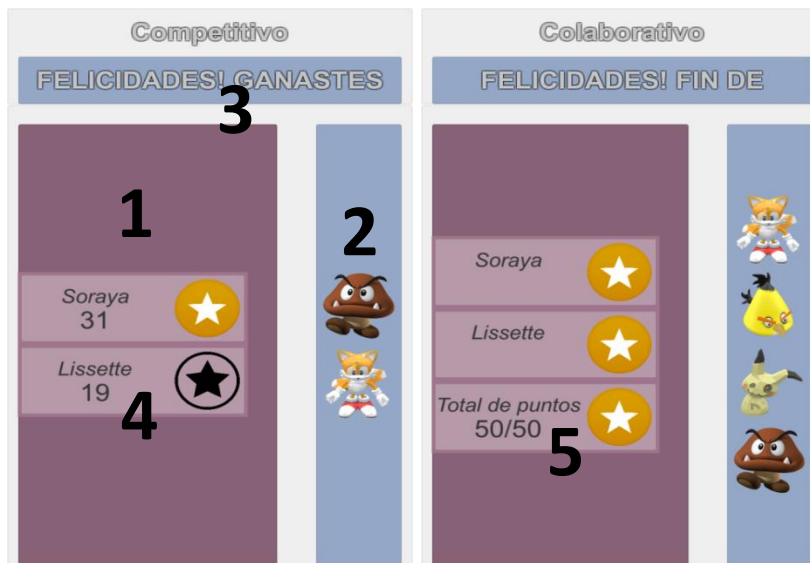 Competitivo
FELICIDADES! GANASTES
3
1
2
Soraya
31
Lissette
19
4
Colaborativo
FELICIDADES! FIN DE
Soraya
Lissette
Total de puntos
50/50
5